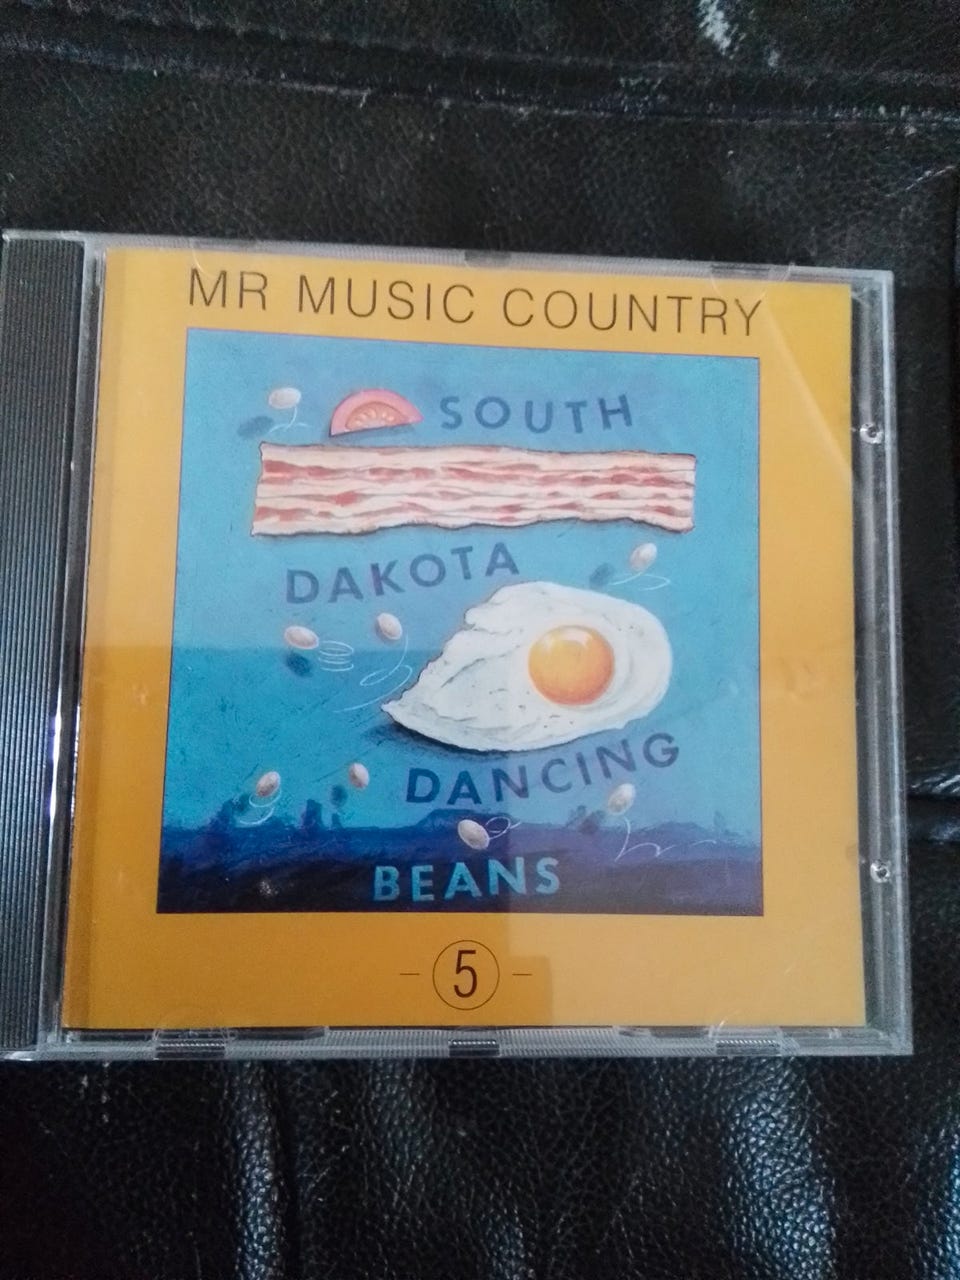 MR MUSIC COUNTRY
SOUTH
DAKOTA
DANCING
BEANS
5